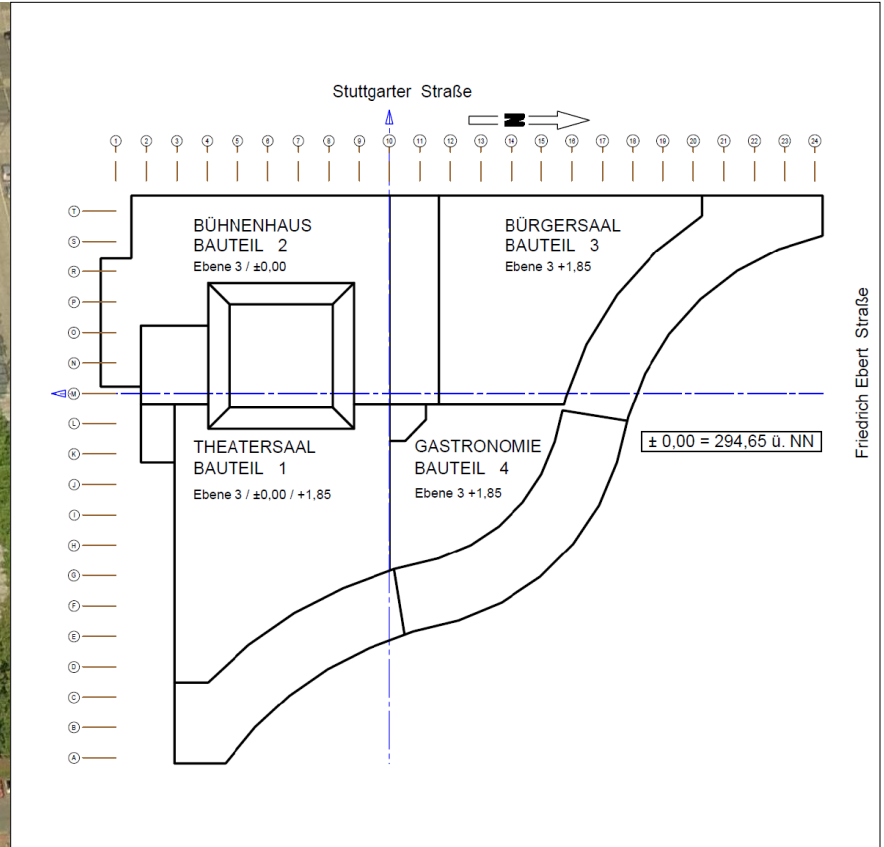 Stuttgarter Straße
N
1 2 3 4 5 6 7 8 9 10 11 12 13 14 15 16 17 18 19 20 21 22 23 24
T
S
R
P
O
N
M
L
K
J
I
H
G
F
E
D
C
B
A
BÜHNENHAUS
BAUTEIL 2
Ebene 3 / ±0,00
BÜRGERSAAL
BAUTEIL 3
Ebene 3 +1,85
THEATERSAAL
BAUTEIL 1
Ebene 3 / ±0,00 / +1,85
GASTRONOMIE
BAUTEIL 4
Ebene 3 +1,85
± 0,00 = 294,65 ü. NN
Friedrich Ebert Straße